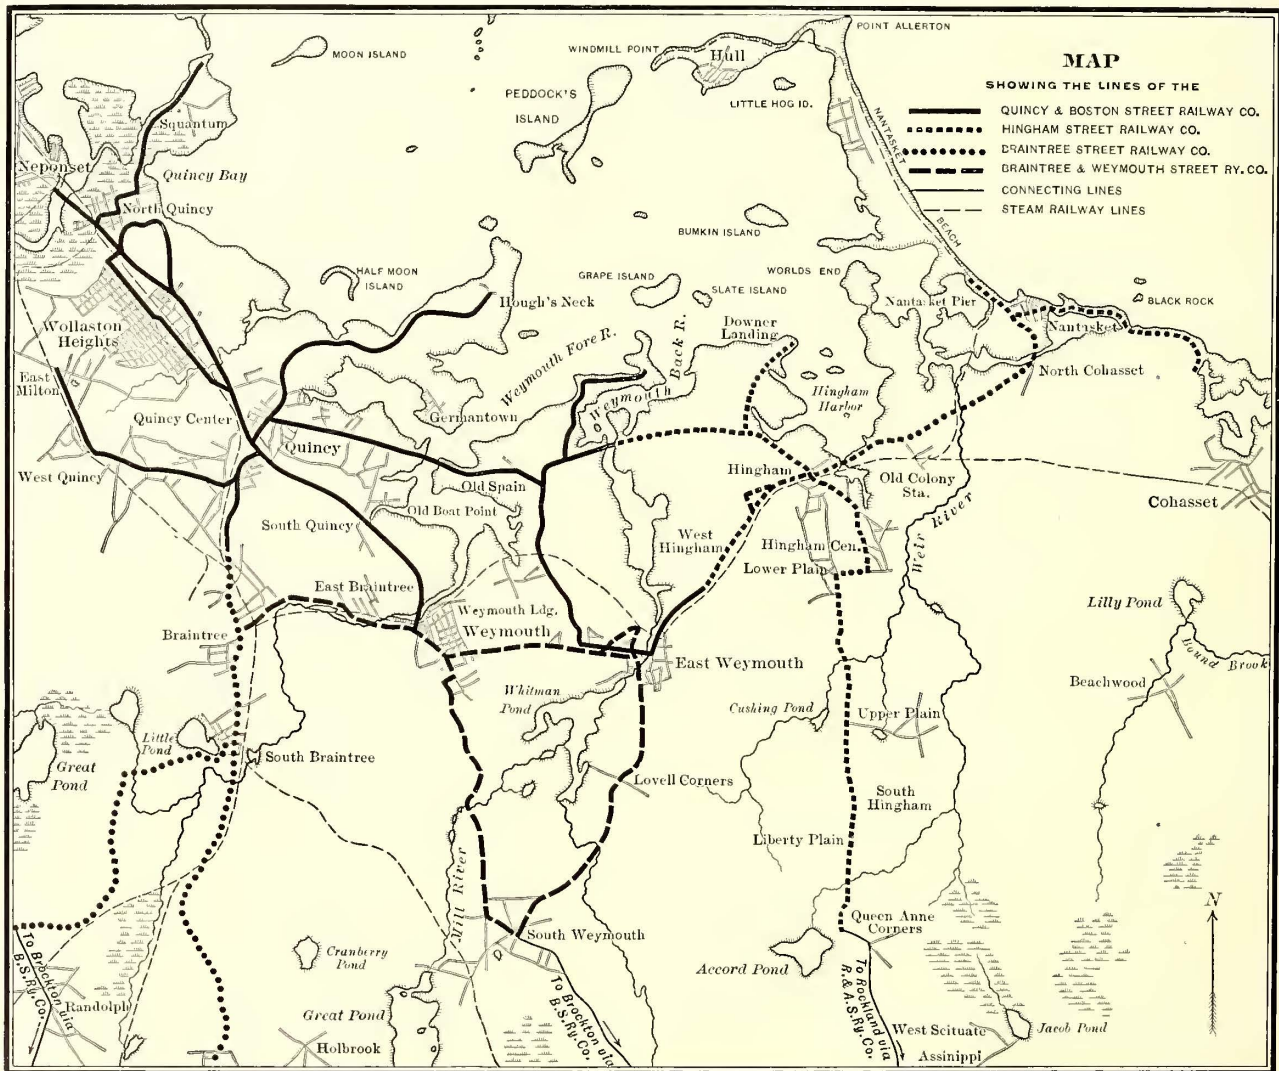 MAP
SHOWING THE LINES OF THE
QUINCY & BOSTON STREET RAILWAY CO.
HINGHAM STREET RAILWAY CO.
BRAINTREE STREET RAILWAY CO.
BRAINTREE & WEYMOUTH STREET RY. CO.
CONNECTING LINES
STEAM RAILWAY LINES
POINT ALLERTON
MOON ISLAND
WINDMILL POINT
Hull
PEDDOCK'S
ISLAND
LITTLE HOG ID.
NANTASKET
BEACH
Squantum
Neponset
Quincy Bay
North Quincy
BUMKIN ISLAND
HALF MOON
ISLAND
GRAPE ISLAND
SLATE ISLAND
WORLDS END
Nantasket Pier
BLACK ROCK
Hough's Neck
Nantasket
Wollaston
Heights
Weymouth Fore R.
Weymouth Back R.
Downer
Landing
East
Milton
North Cohasset
Hingham
Harbor
Quincy Center
Germantown
Quincy
West Quincy
Old Spain
Hingham
Old Colony
Sta.
Cohasset
Old Boat Point
South Quincy
West
Hingham
Hingham Cen.
Lower Plain
Weir River
East Braintree
Weymouth Ldg.
Weymouth
Lilly Pond
Braintree
East Weymouth
Bound Brook
Beachwood
Whitman
Pond
Cushing Pond
Upper Plain
Little
Pond
Great
Pond
South Braintree
Lovell Corners
South
Hingham
Liberty Plain
Mill River
N
Queen Anne
Corners
South Weymouth
Cranberry
Pond
Accord Pond
To Brockton via
B.S.Ry.Co.
Randolph
Great Pond
Holbrook
To Brockton via
B.S.Ry.Co.
To Rockland via
R.& A.S.Ry.Co.
West Scituate
Jacob Pond
Assinippi